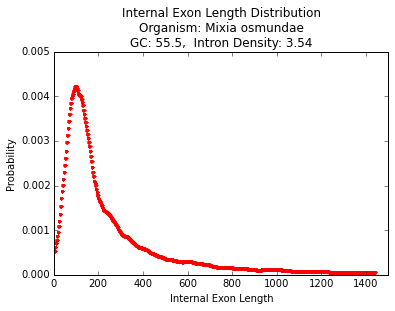 Internal Exon Length Distribution
Organism: Mixia osmundae
GC: 55.5,  Intron Density: 3.54
0.005
0.004
0.003
0.002
0.001
0.000
Probability
0 200 400 600 800 1000 1200 1400
Internal Exon Length